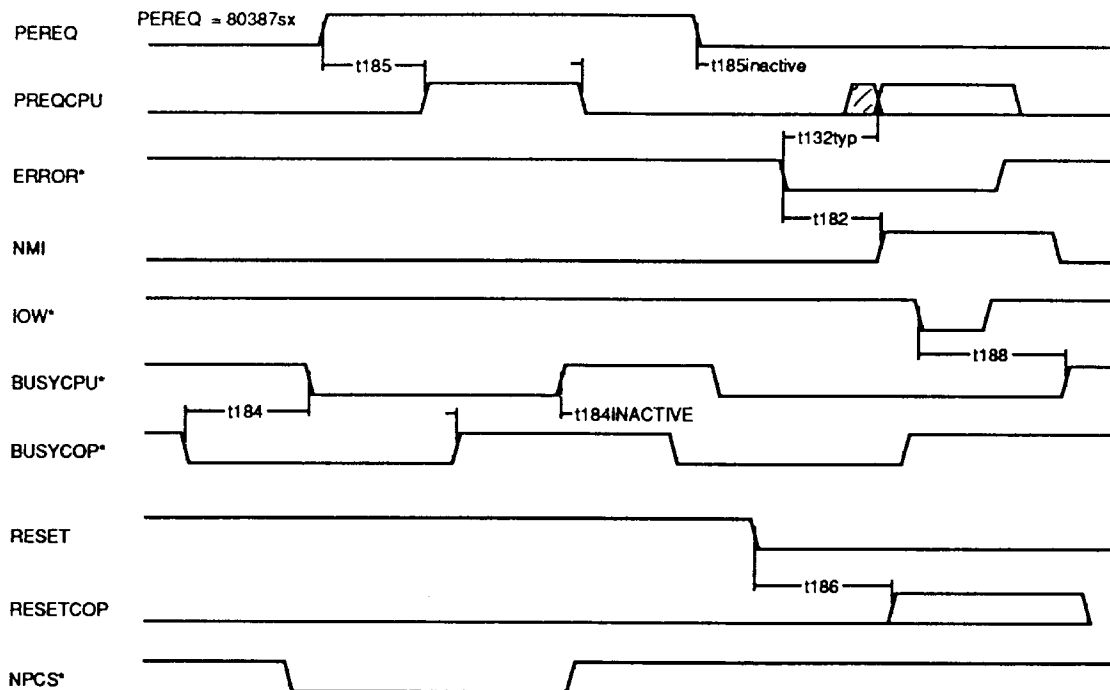 PEREQ = 80387sx
PEREQ
t185
t185inactive
PREQCPU
t132typ
ERROR*
t182
NMI
IOW*
t188
BUSYCPU*
t184
t184INACTIVE
BUSYCOP*
RESET
t186
RESETCOP
NPCS*